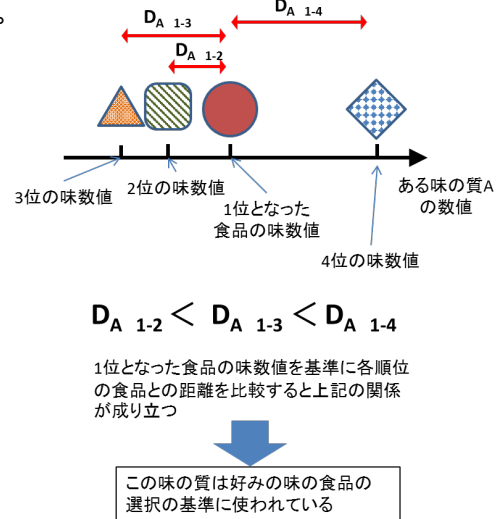 。
D_A 1-4
D_A 1-3
D_A 1-2
3位の味数値
2位の味数値
1位となった
食品の味数値
ある味の質A
の数値
4位の味数値
D_A 1-2 < D_A 1-3 < D_A 1-4
1位となった食品の味数値を基準に各順位
の食品との距離を比較すると上記の関係
が成り立つ
この味の質は好みの味の食品の
選択の基準に使われている